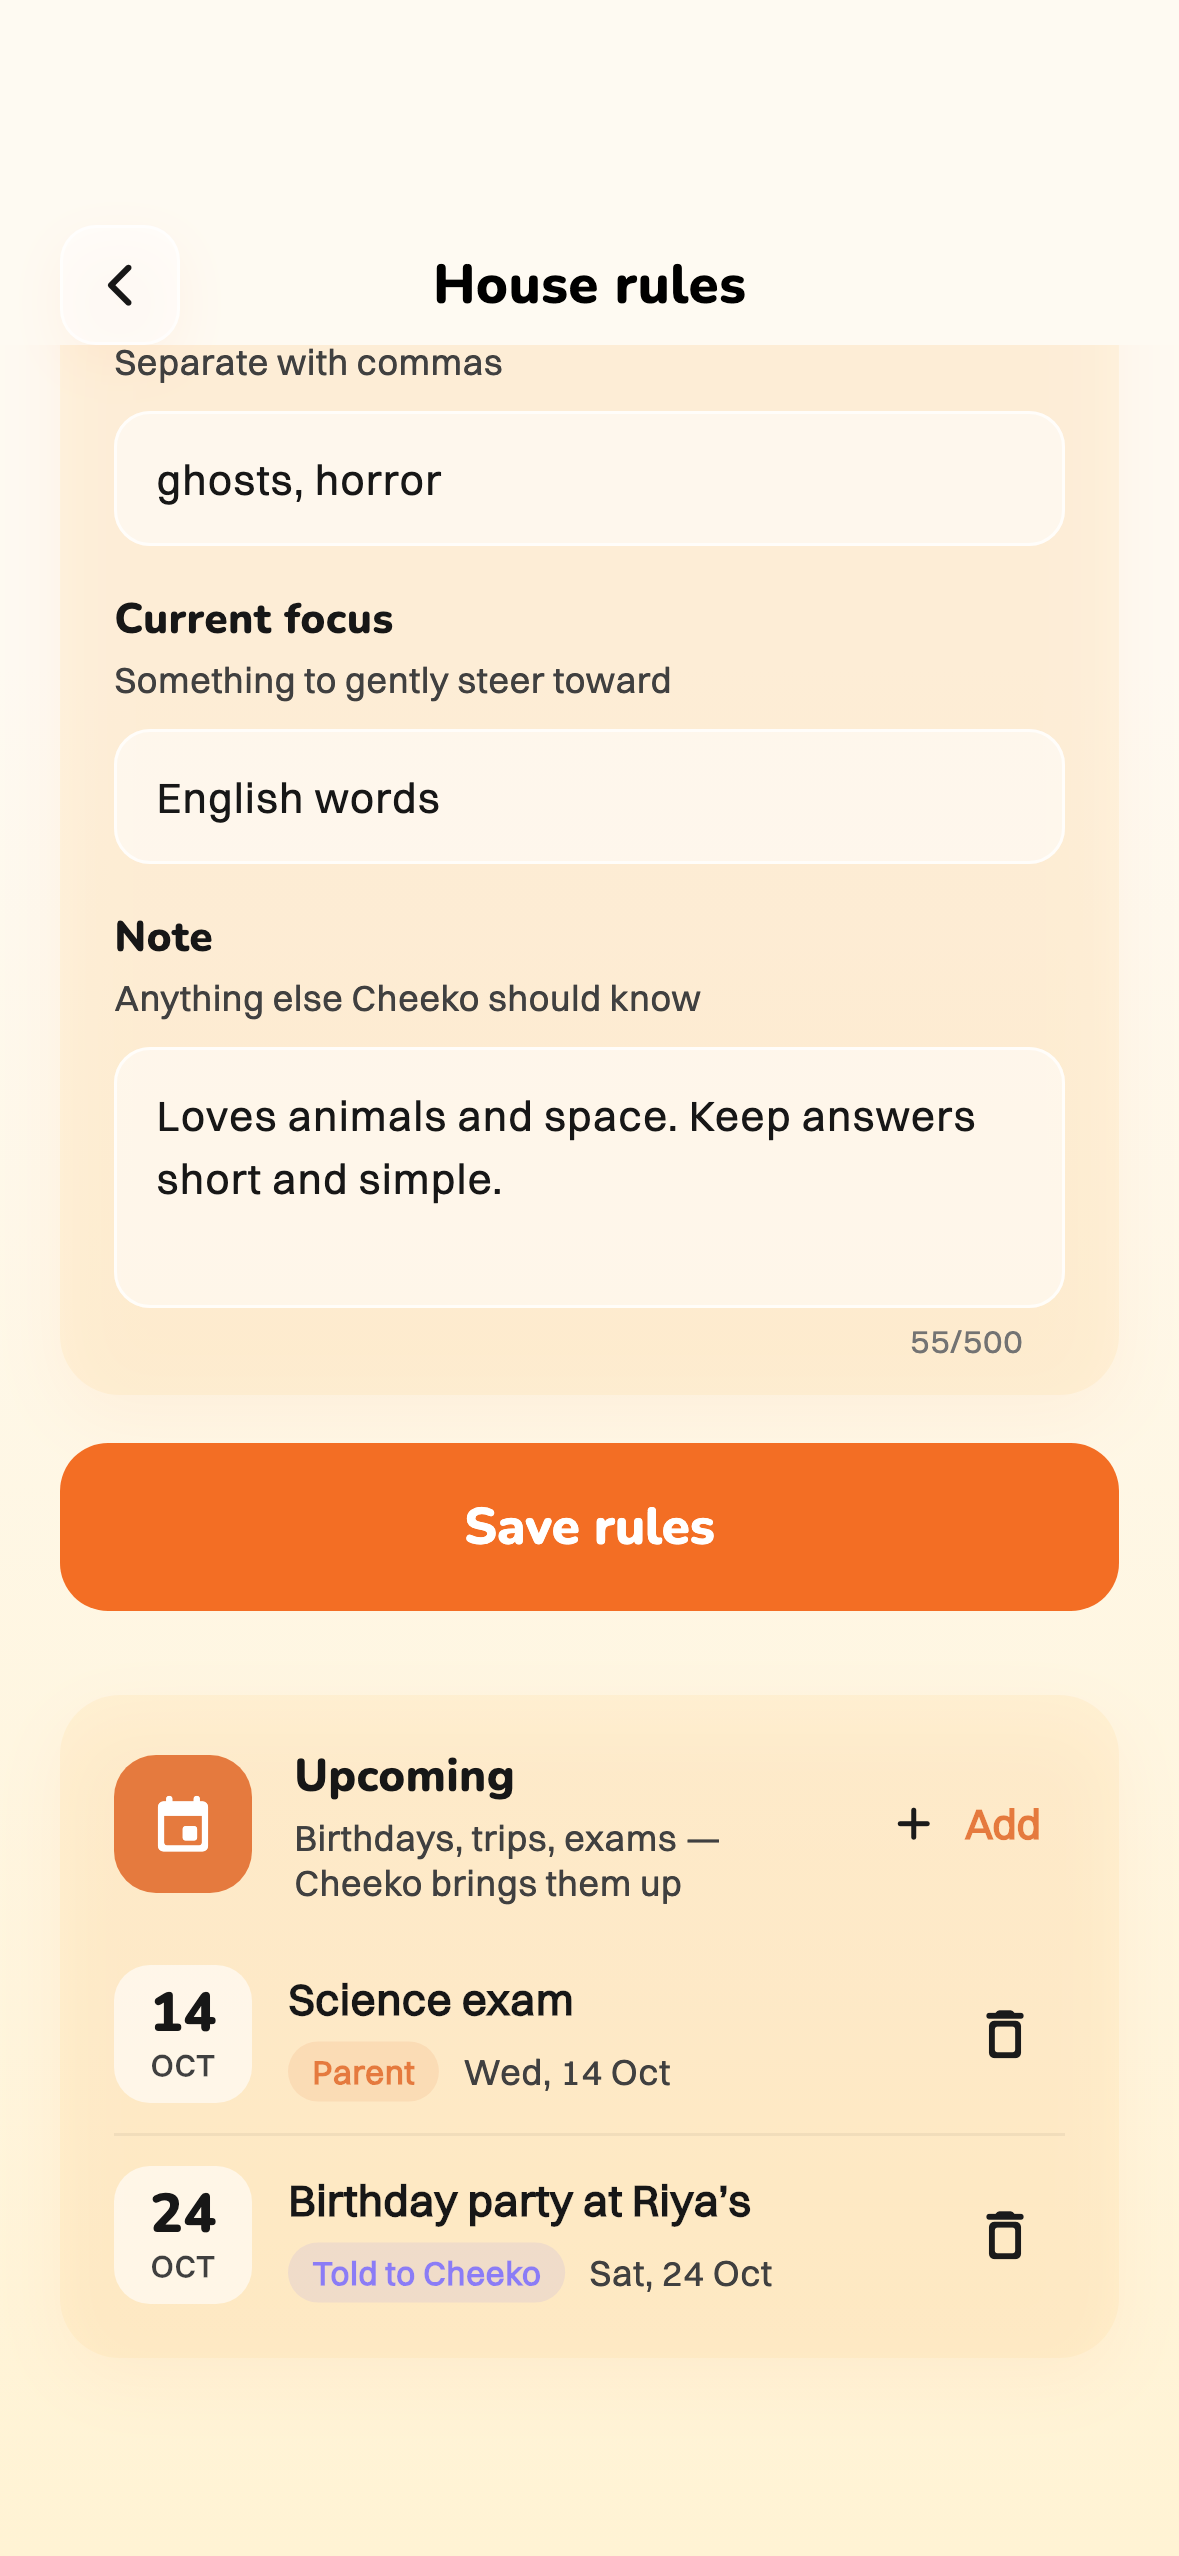 House rules
Separate with commas
ghosts, horror
Current focus
Something to gently steer toward
English words
Note
Anything else Cheeko should know
Loves animals and space. Keep answers
short and simple.
55/500
Save rules
Upcoming
Birthdays, trips, exams —
Cheeko brings them up
+ Add
14
OCT
Science exam
Parent
Wed, 14 Oct
24
OCT
Birthday party at Riya’s
Told to Cheeko
Sat, 24 Oct